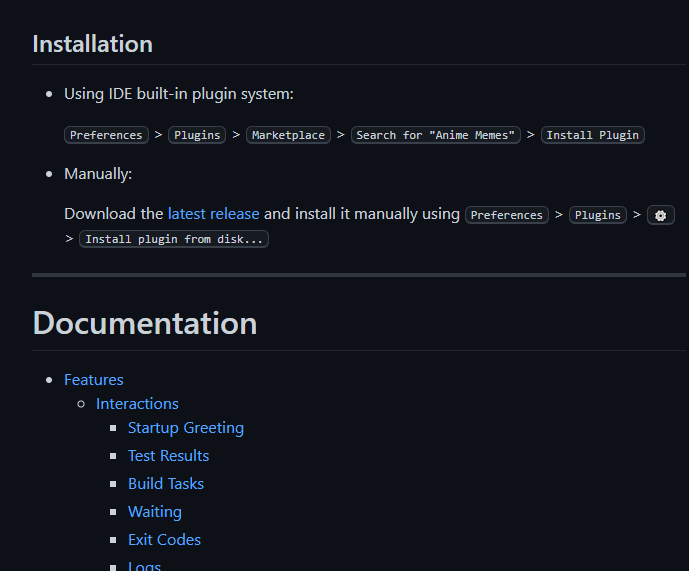 Installation
Using IDE built-in plugin system:
Preferences > Plugins > Marketplace > Search for "Anime Memes" > Install Plugin
Manually:
Download the latest release and install it manually using Preferences > Plugins >
> Install plugin from disk...
Documentation
Features
Interactions
Startup Greeting
Test Results
Build Tasks
Waiting
Exit Codes
Logs